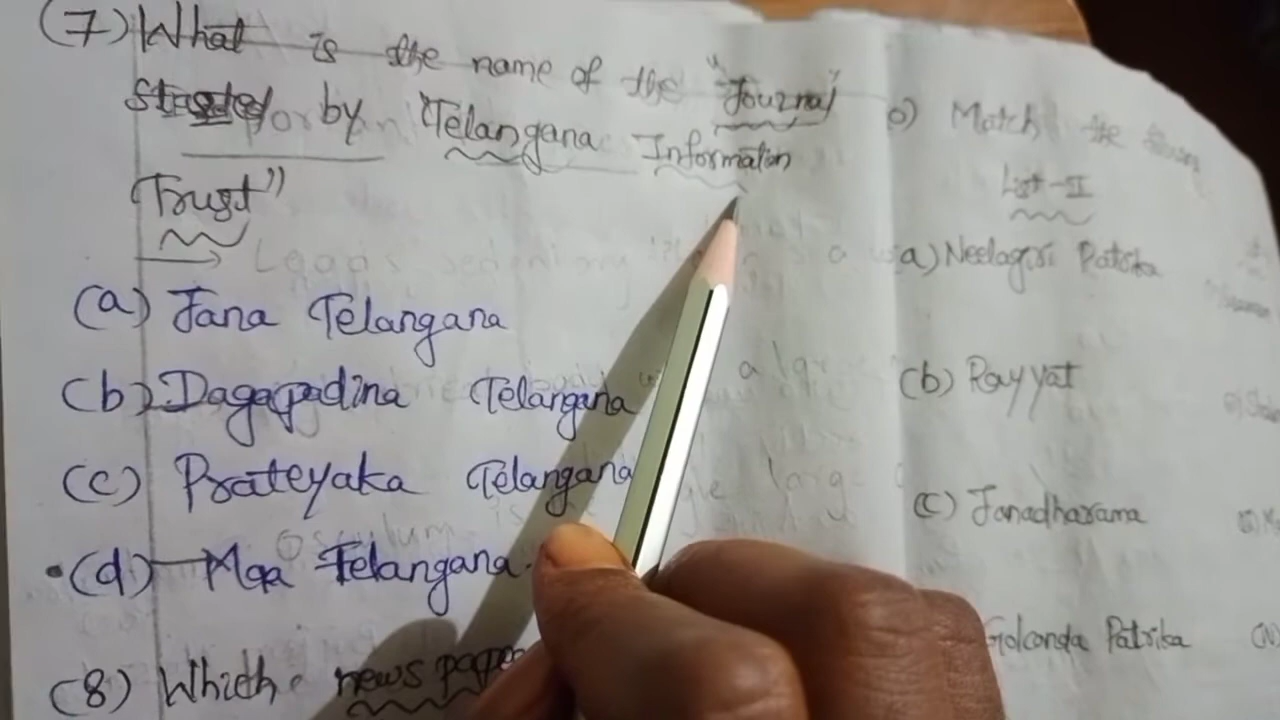 (7) What is the name of the "Journal"
Started by "Telangana Information
Trust"
(a) Jana Telangana
(b) Dagapadina Telangana
(c) Prateyaka Telangana
(d) Maa Telangana.
(8) Which news pape
o) Match the
List-II
a) Neelagiri Patrika
(b) Rayyat
(c) Janadharama
Golconda Patrika